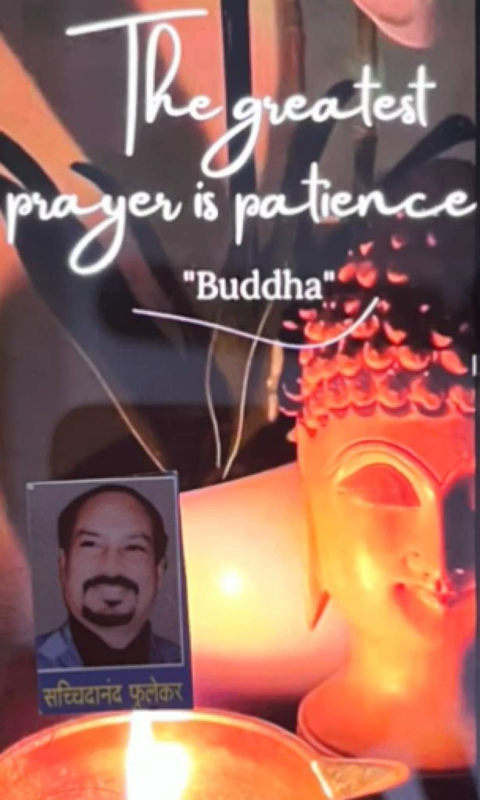 The greatest
prayer is patience
"Buddha"
सच्चिदानंद फुलेकर